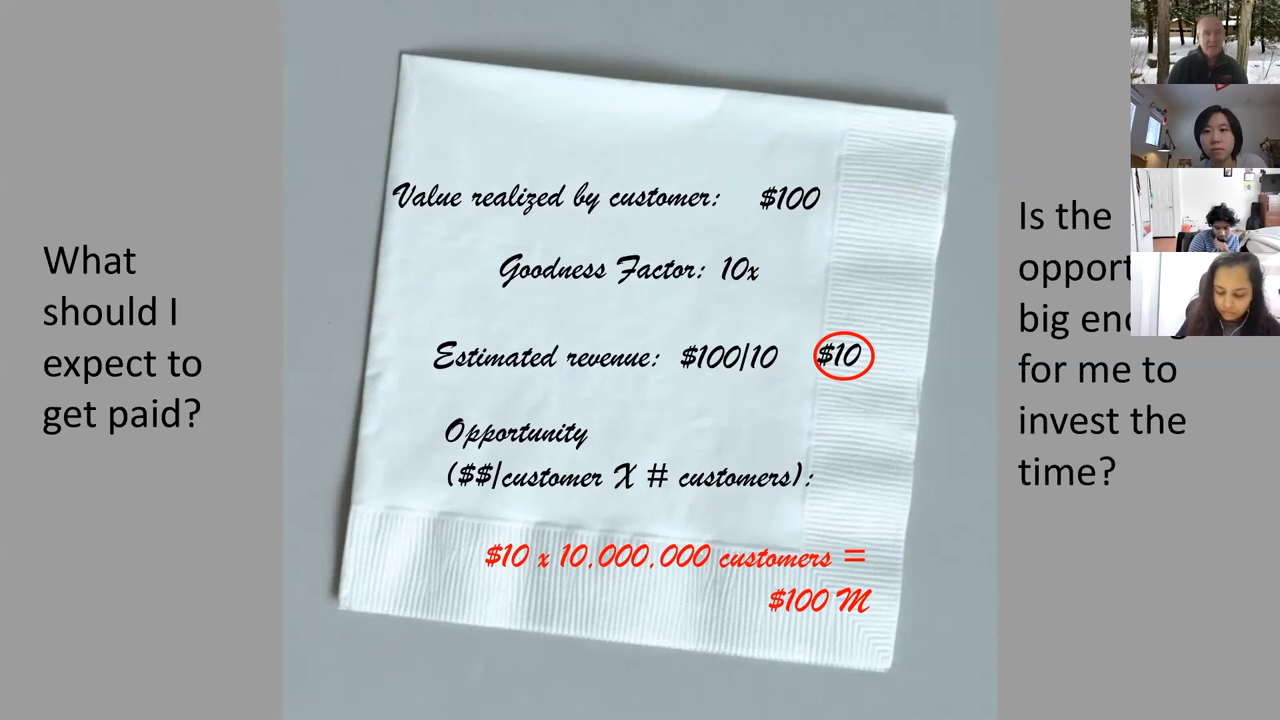 What
should I
expect to
get paid?
Value realized by customer: $100
Goodness Factor: 10x
Estimated revenue: $100/10 $10
Opportunity
($$/customer X # customers):
$10 x 10,000,000 customers =
$100 M
Is the
big
for me to
invest the
time?